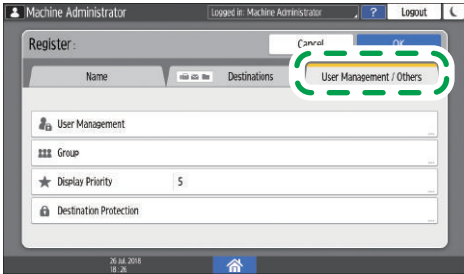 Machine Administrator
Logged in: Machine Administrator
?
Logout
Register :
Cancel
OK
Name
Destinations
User Management / Others
User Management
Group
Display Priority
5
Destination Protection
26 Jul. 2018
18 : 26